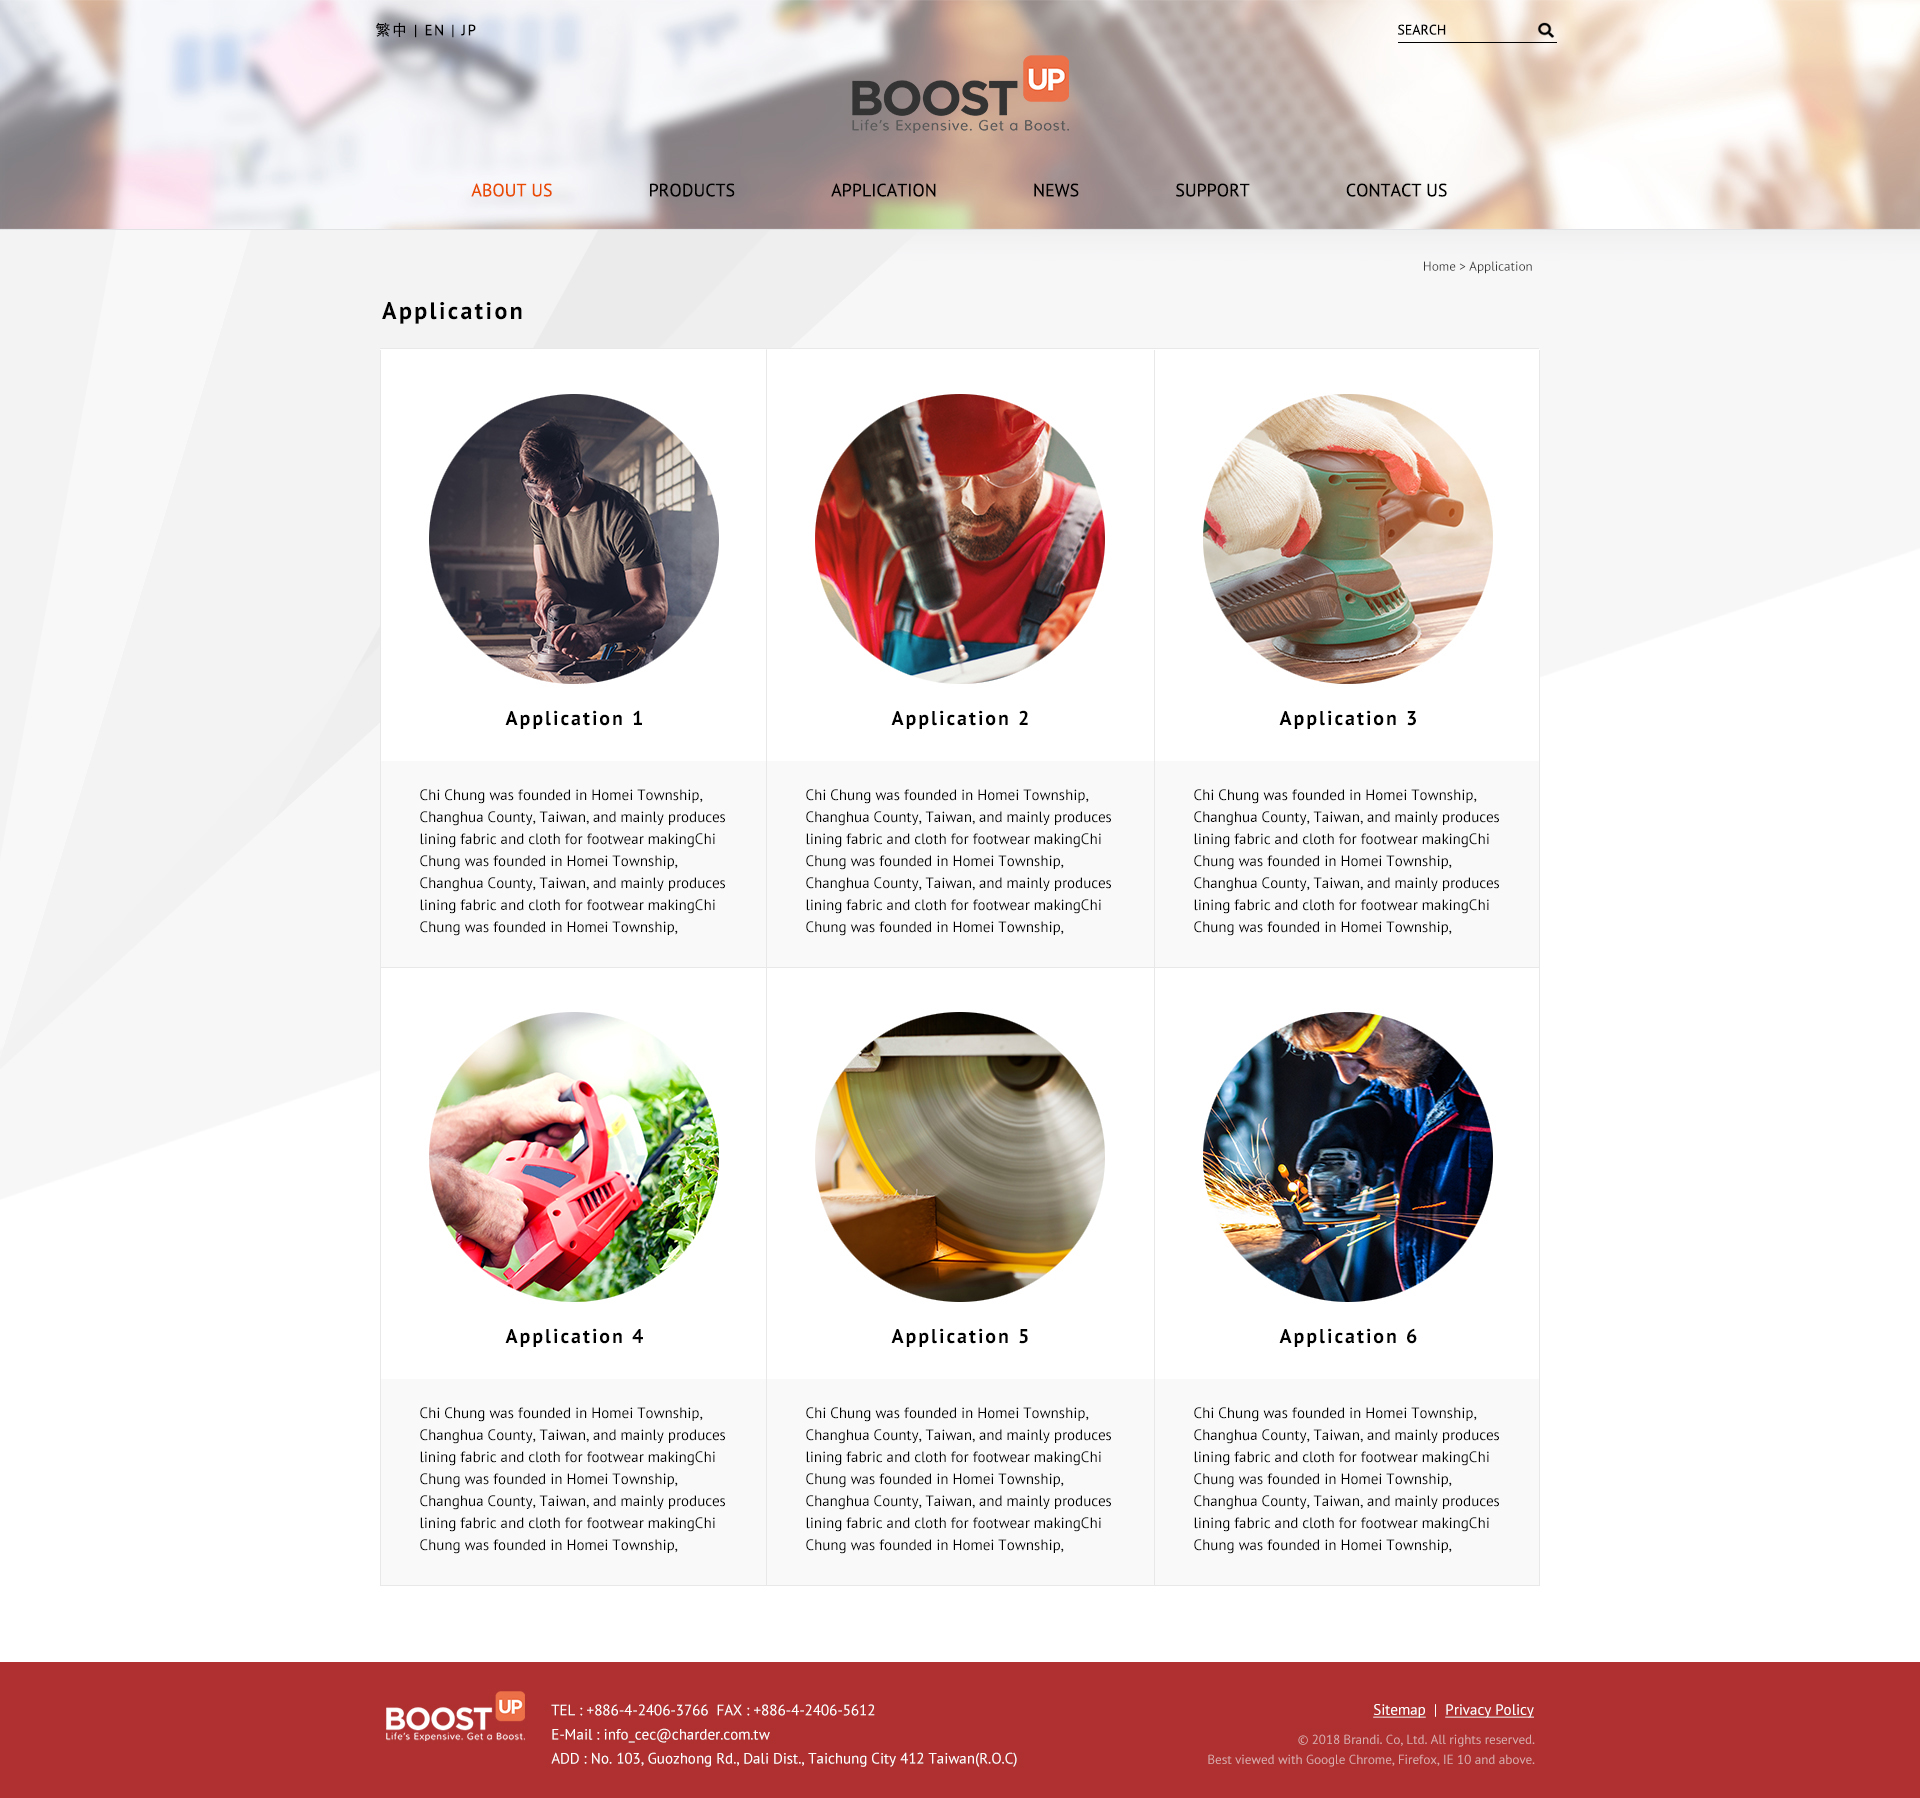 繁中 | EN | JP
SEARCH
BOOST UP
Life's Expensive. Get a Boost.
ABOUT US
PRODUCTS
APPLICATION
NEWS
SUPPORT
CONTACT US
Home > Application
Application
Application 1
Application 2
Application 3
Chi Chung was founded in Homei Township,
Changhua County, Taiwan, and mainly produces
lining fabric and cloth for footwear makingChi
Chung was founded in Homei Township,
Changhua County, Taiwan, and mainly produces
lining fabric and cloth for footwear makingChi
Chung was founded in Homei Township,
Chi Chung was founded in Homei Township,
Changhua County, Taiwan, and mainly produces
lining fabric and cloth for footwear makingChi
Chung was founded in Homei Township,
Changhua County, Taiwan, and mainly produces
lining fabric and cloth for footwear makingChi
Chung was founded in Homei Township,
Chi Chung was founded in Homei Township,
Changhua County, Taiwan, and mainly produces
lining fabric and cloth for footwear makingChi
Chung was founded in Homei Township,
Changhua County, Taiwan, and mainly produces
lining fabric and cloth for footwear makingChi
Chung was founded in Homei Township,
Application 4
Application 5
Application 6
Chi Chung was founded in Homei Township,
Changhua County, Taiwan, and mainly produces
lining fabric and cloth for footwear makingChi
Chung was founded in Homei Township,
Changhua County, Taiwan, and mainly produces
lining fabric and cloth for footwear makingChi
Chung was founded in Homei Township,
Chi Chung was founded in Homei Township,
Changhua County, Taiwan, and mainly produces
lining fabric and cloth for footwear makingChi
Chung was founded in Homei Township,
Changhua County, Taiwan, and mainly produces
lining fabric and cloth for footwear makingChi
Chung was founded in Homei Township,
Chi Chung was founded in Homei Township,
Changhua County, Taiwan, and mainly produces
lining fabric and cloth for footwear makingChi
Chung was founded in Homei Township,
Changhua County, Taiwan, and mainly produces
lining fabric and cloth for footwear makingChi
Chung was founded in Homei Township,
BOOST UP
Life's Expensive. Get a Boost.
TEL : +886-4-2406-3766  FAX : +886-4-2406-5612
E-Mail : info_cec@charder.com.tw
ADD : No. 103, Guozhong Rd., Dali Dist., Taichung City 412 Taiwan(R.O.C)
Sitemap | Privacy Policy
© 2018 Brandi. Co, Ltd. All rights reserved.
Best viewed with Google Chrome, Firefox, IE 10 and above.